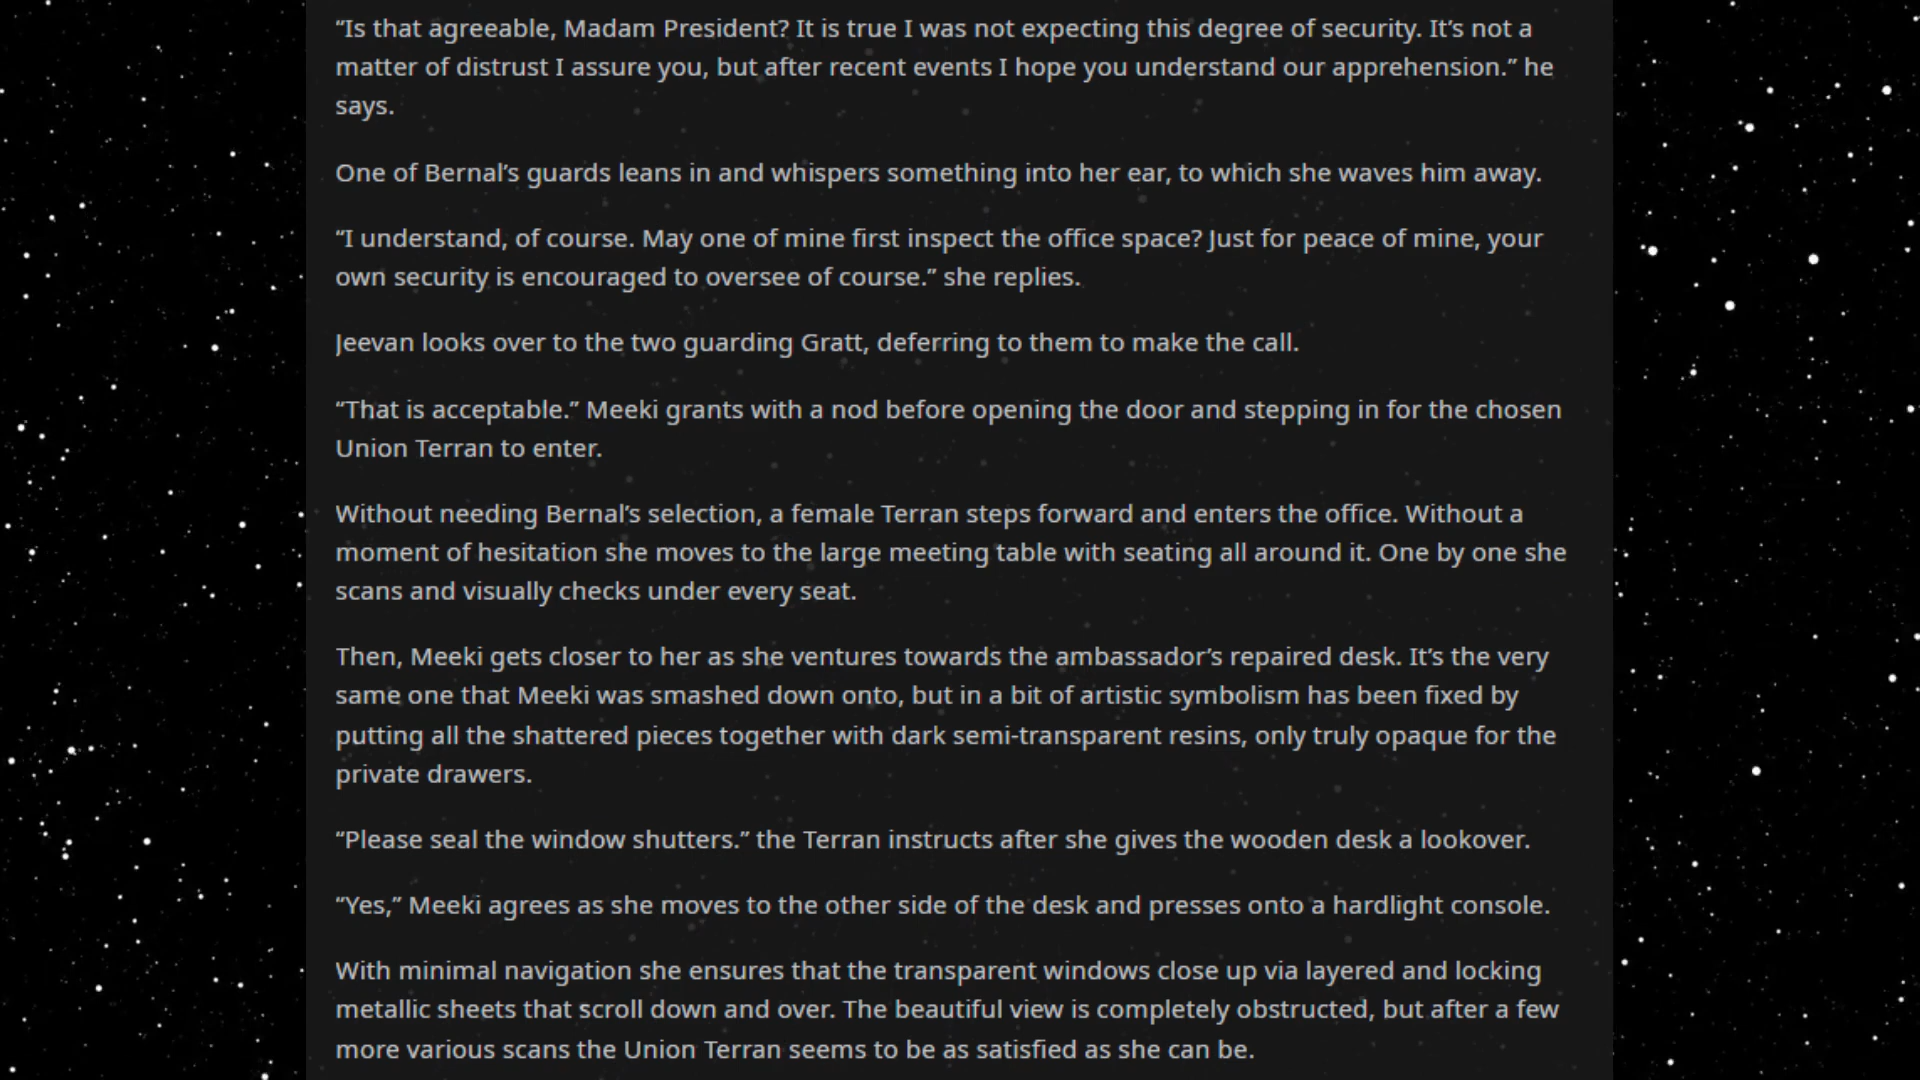 “Is that agreeable, Madam President? It is true I was not expecting this degree of security. It’s not a
matter of distrust I assure you, but after recent events I hope you understand our apprehension.” he
says.
One of Bernal’s guards leans in and whispers something into her ear, to which she waves him away.
“I understand, of course. May one of mine first inspect the office space? Just for peace of mine, your
own security is encouraged to oversee of course.” she replies.
Jeevan looks over to the two guarding Gratt, deferring to them to make the call.
“That is acceptable.” Meeki grants with a nod before opening the door and stepping in for the chosen
Union Terran to enter.
Without needing Bernal’s selection, a female Terran steps forward and enters the office. Without a
moment of hesitation she moves to the large meeting table with seating all around it. One by one she
scans and visually checks under every seat.
Then, Meeki gets closer to her as she ventures towards the ambassador’s repaired desk. It’s the very
same one that Meeki was smashed down onto, but in a bit of artistic symbolism has been fixed by
putting all the shattered pieces together with dark semi-transparent resins, only truly opaque for the
private drawers.
“Please seal the window shutters.” the Terran instructs after she gives the wooden desk a lookover.
“Yes,” Meeki agrees as she moves to the other side of the desk and presses onto a hardlight console.
With minimal navigation she ensures that the transparent windows close up via layered and locking
metallic sheets that scroll down and over. The beautiful view is completely obstructed, but after a few
more various scans the Union Terran seems to be as satisfied as she can be.